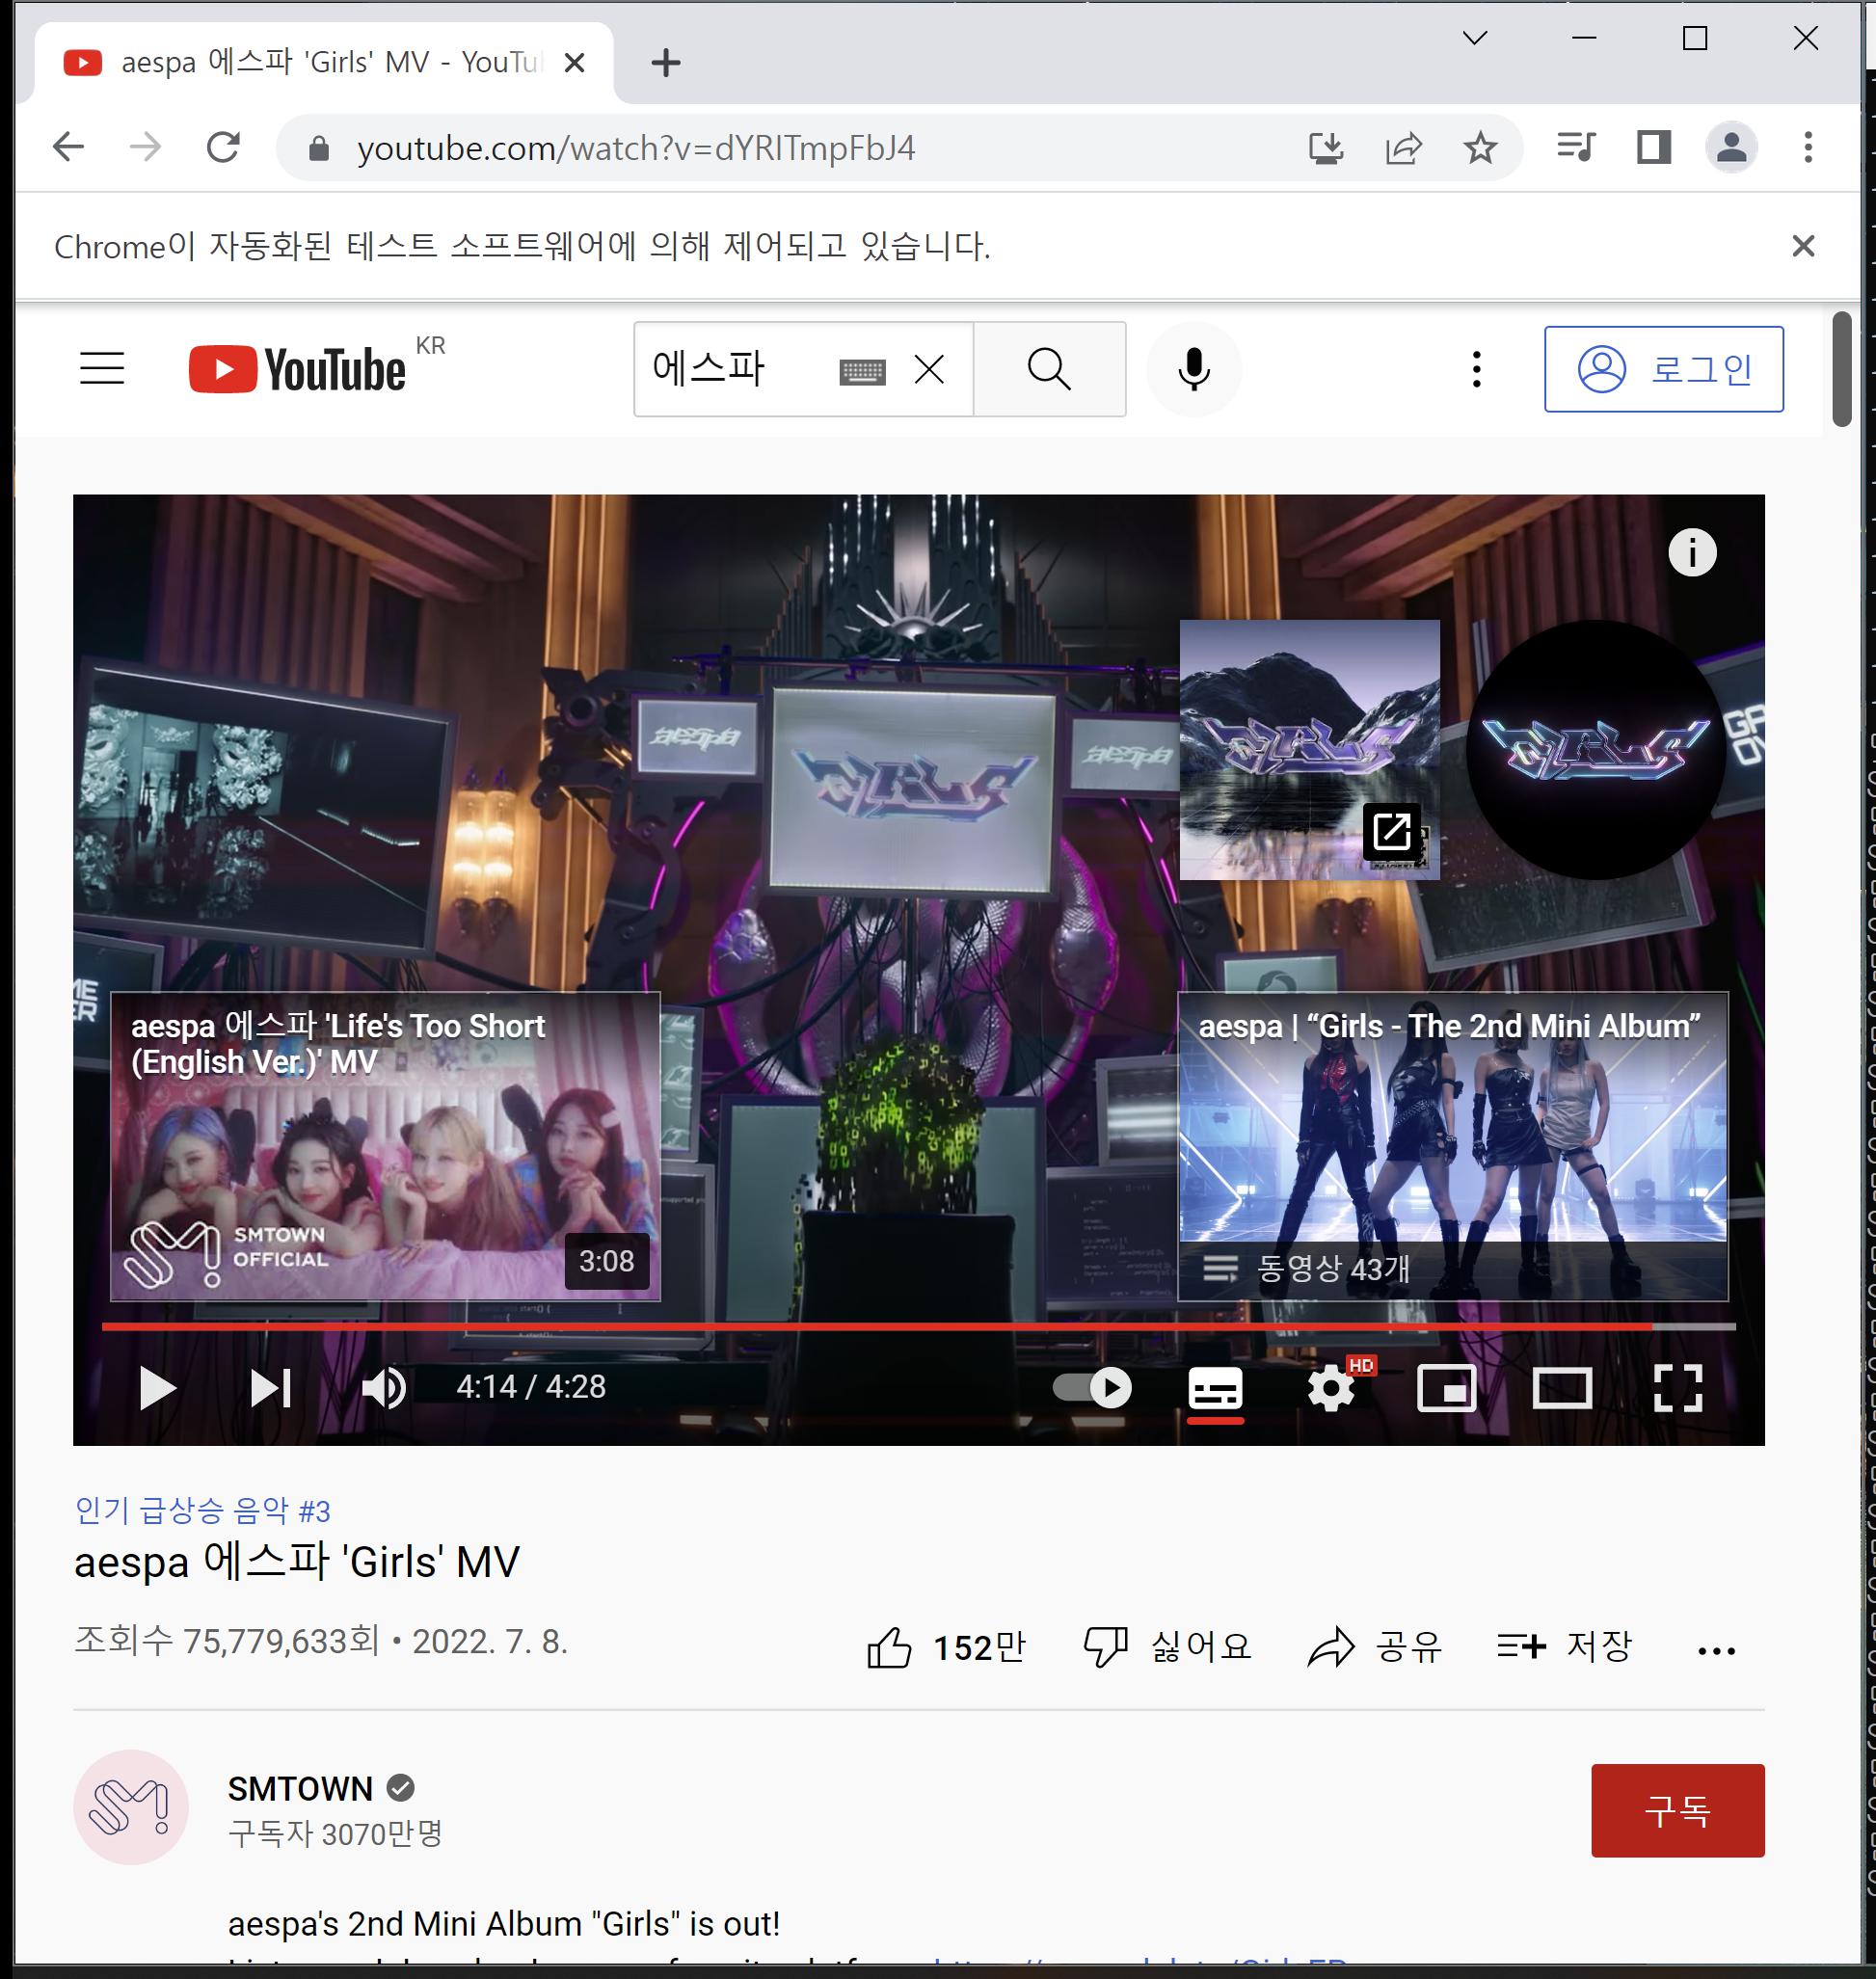 aespa 에스파 'Girls' MV - YouTu
youtube.com/watch?v=dYRITmpFbJ4
Chrome이 자동화된 테스트 소프트웨어에 의해 제어되고 있습니다.
YouTube KR
에스파
로그인
aespa
GIRLS
aespa
GIRLS
GIRLS
aespa 에스파 'Life's Too Short
(English Ver.)' MV
SMTOWN
OFFICIAL
3:08
aespa | “Girls - The 2nd Mini Album”
동영상 43개
4:14 / 4:28
HD
인기 급상승 음악 #3
aespa 에스파 'Girls' MV
조회수 75,779,633회 • 2022. 7. 8.
152만
싫어요
공유
저장
SMTOWN
구독자 3070만명
구독
aespa's 2nd Mini Album "Girls" is out!